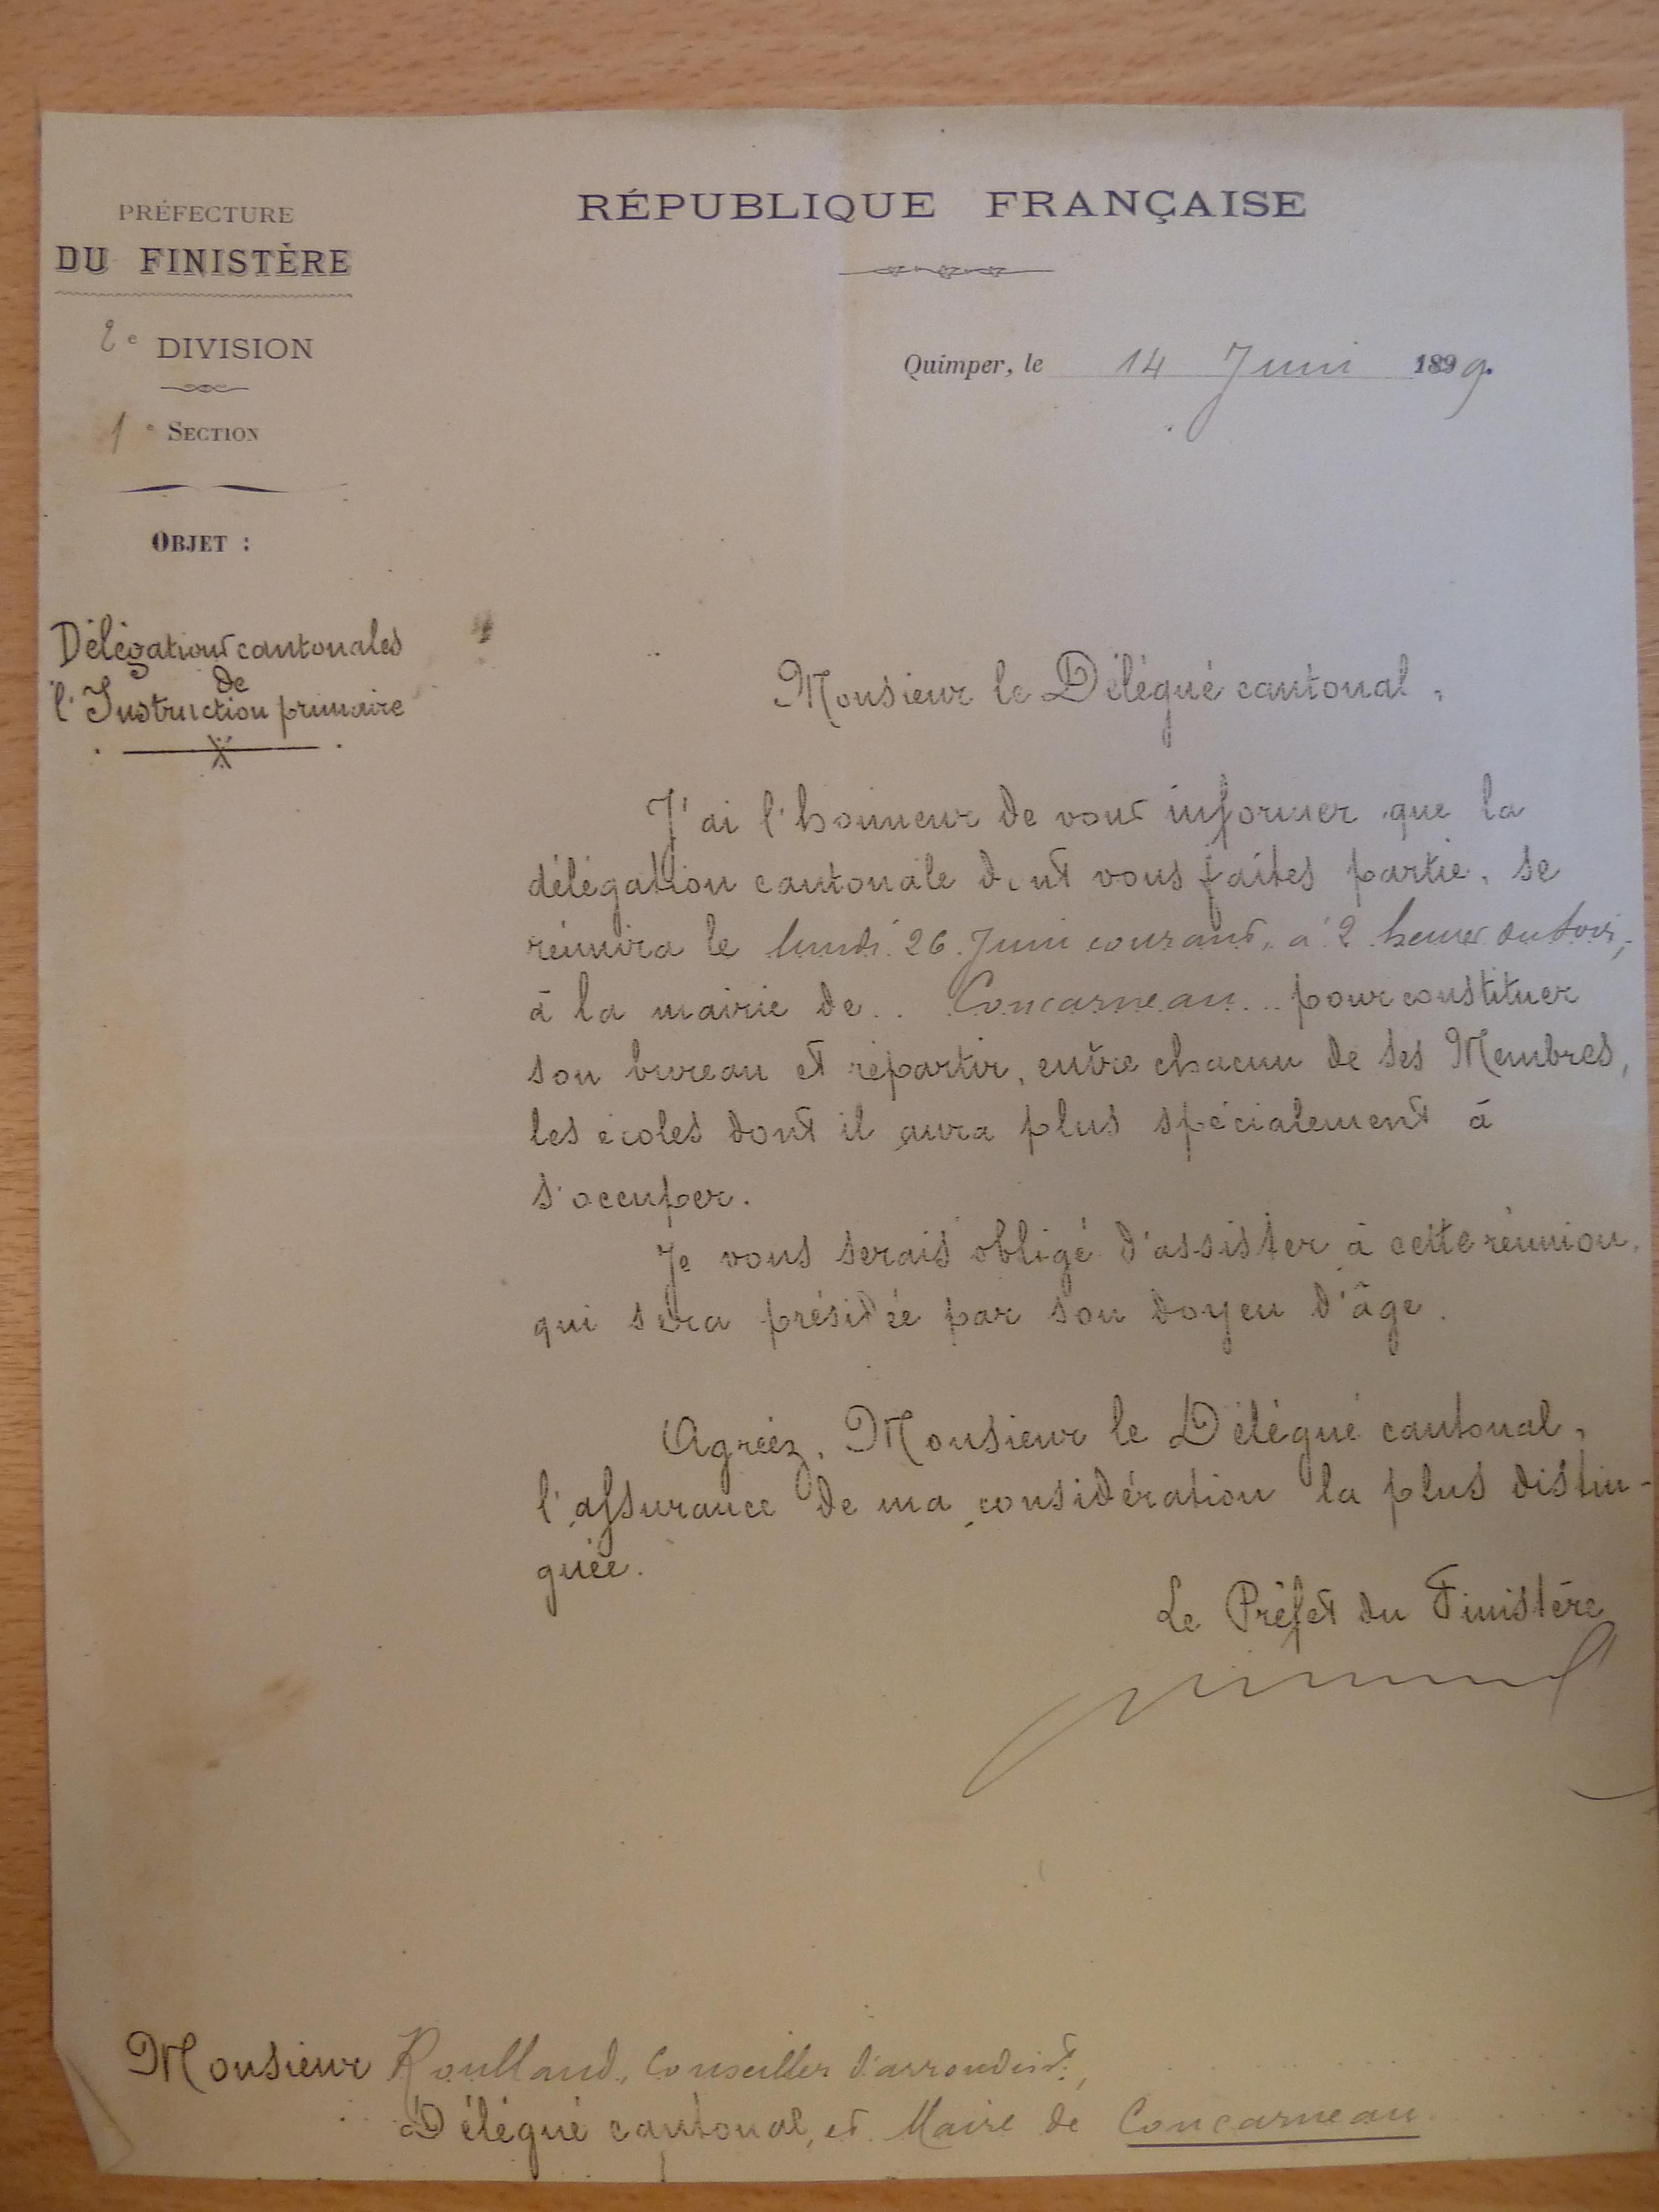 PRÉFECTURE
DU FINISTÈRE
2e DIVISION
1e SECTION
OBJET :
Délégations cantonales
de
l'Instruction primaire
RÉPUBLIQUE FRANÇAISE
Quimper, le 14 Juin 1899.
Monsieur le Délégué cantonal,
J'ai l'honneur de vous informer que la
délégation cantonale dont vous faites partie, se
réunira le lundi 26 Juin courant, à 2 heures du soir,
à la mairie de .. Concarneau ... pour constituer
son bureau et répartir, entre chacun de ses Membres,
les écoles dont il aura plus spécialement à
s'occuper.
Je vous serais obligé d'assister à cette réunion,
qui sera présidée par son doyen d'âge.
Agréez, Monsieur le Délégué cantonal,
l'assurance de ma considération la plus distin-
guée.
Le Préfet du Finistère
Monsieur Roulland, Conseiller d'arrondist,
Délégué cantonal, et Maire de Concarneau